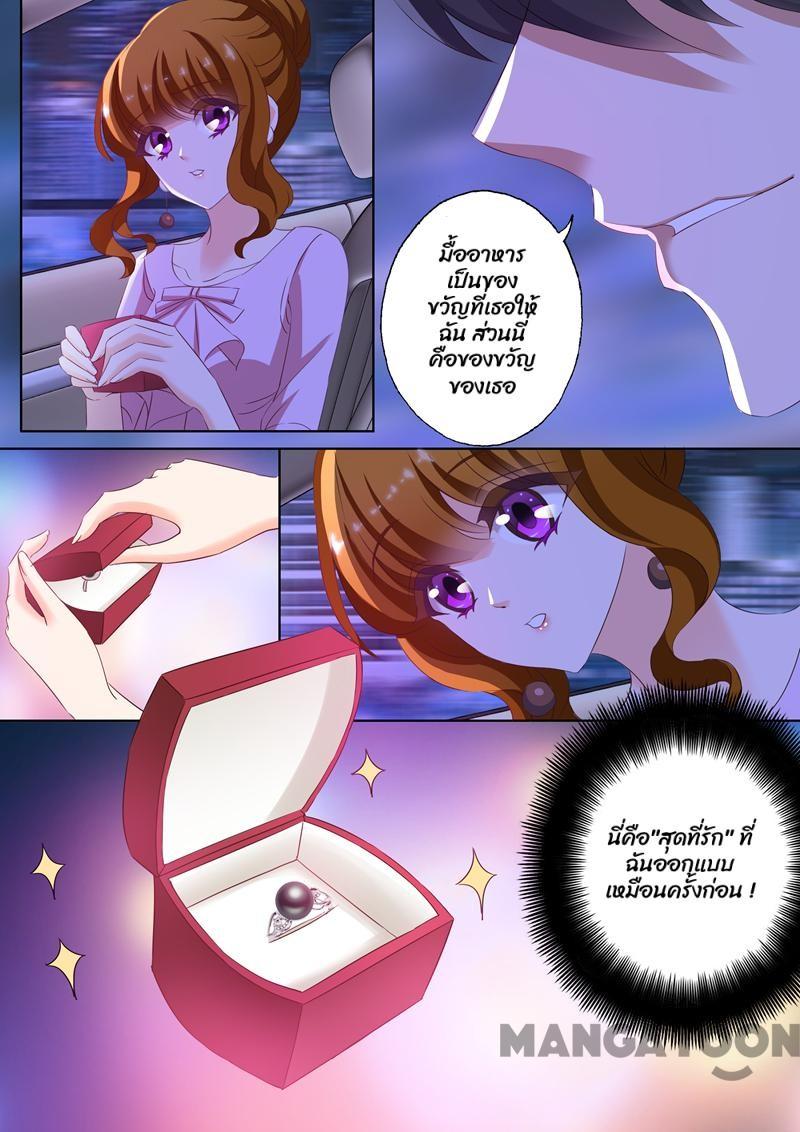 มื้ออาหาร
เป็นของ
ขวัญที่เธอให้
ฉัน ส่วนนี้
คือของขวัญ
ของเธอ
นี่คือ"สุดที่รัก" ที่
ฉันออกแบบ
เหมือนครั้งก่อน !
MANGATOON